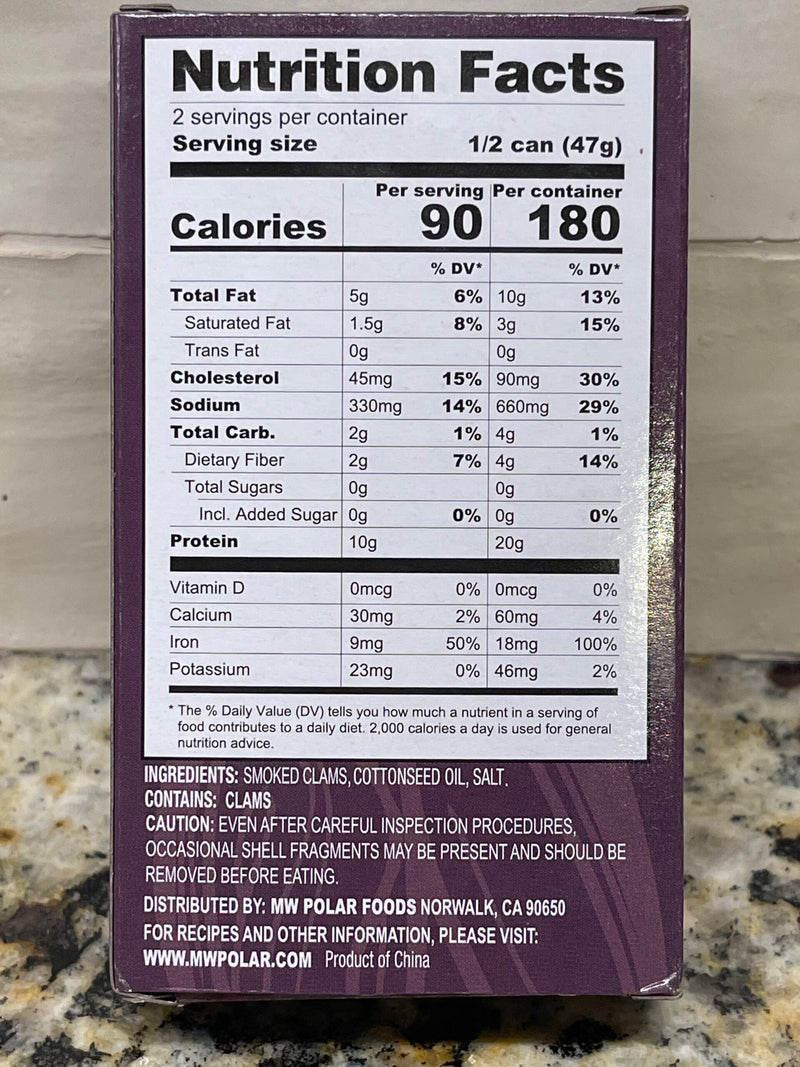 Nutrition Facts
2 servings per container
Serving size 1/2 can (47g)
Per serving Per container
Calories 90 180
% DV* % DV*
Total Fat 5g 6% 10g 13%
Saturated Fat 1.5g 8% 3g 15%
Trans Fat 0g 0g
Cholesterol 45mg 15% 90mg 30%
Sodium 330mg 14% 660mg 29%
Total Carb. 2g 1% 4g 1%
Dietary Fiber 2g 7% 4g 14%
Total Sugars 0g 0g
Incl. Added Sugar 0g 0% 0g 0%
Protein 10g 20g
Vitamin D 0mcg 0% 0mcg 0%
Calcium 30mg 2% 60mg 4%
Iron 9mg 50% 18mg 100%
Potassium 23mg 0% 46mg 2%
* The % Daily Value (DV) tells you how much a nutrient in a serving of
food contributes to a daily diet. 2,000 calories a day is used for general
nutrition advice.
INGREDIENTS: SMOKED CLAMS, COTTONSEED OIL, SALT.
CONTAINS: CLAMS
CAUTION: EVEN AFTER CAREFUL INSPECTION PROCEDURES,
OCCASIONAL SHELL FRAGMENTS MAY BE PRESENT AND SHOULD BE
REMOVED BEFORE EATING.
DISTRIBUTED BY: MW POLAR FOODS NORWALK, CA 90650
FOR RECIPES AND OTHER INFORMATION, PLEASE VISIT:
WWW.MWPOLAR.COM Product of China